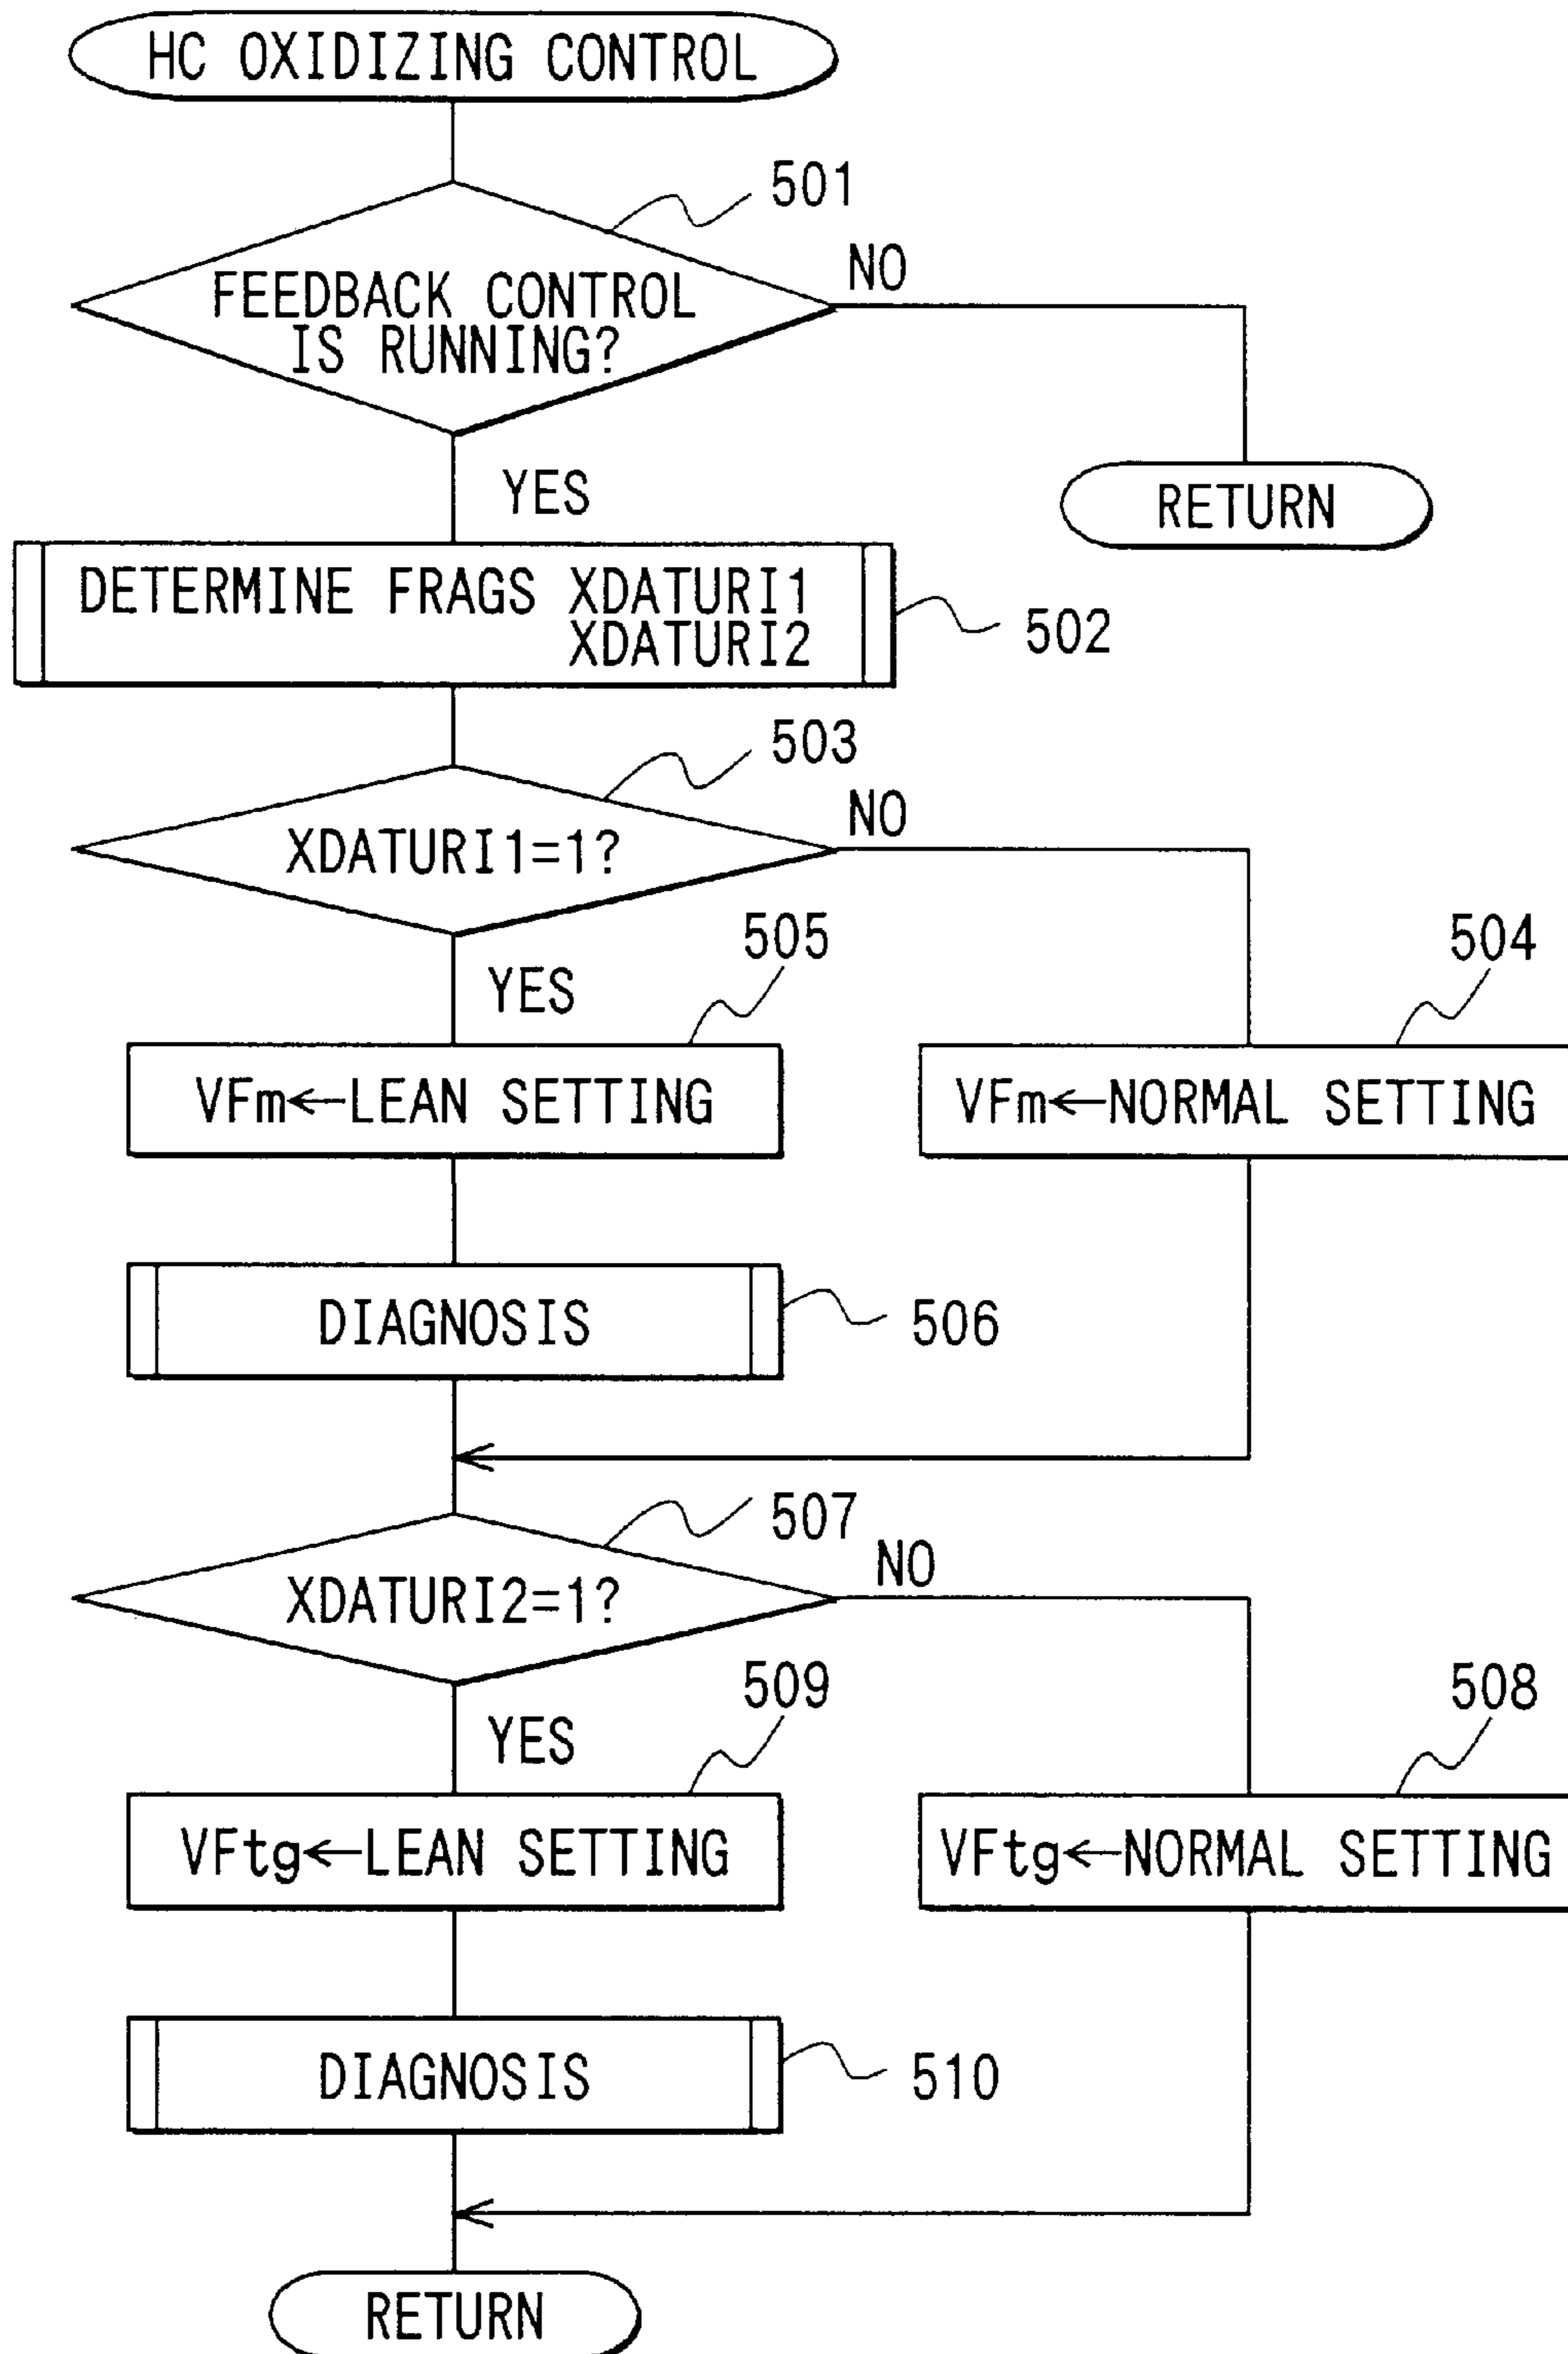 HC OXIDIZING CONTROL
501
FEEDBACK CONTROL
IS RUNNING?
NO
RETURN
YES
DETERMINE FRAGS XDATURI1
XDATURI2
502
503
XDATURI1=1?
NO
505
504
YES
VFm←LEAN SETTING
VFm←NORMAL SETTING
DIAGNOSIS
506
507
XDATURI2=1?
NO
509
508
YES
VFtg←LEAN SETTING
VFtg←NORMAL SETTING
DIAGNOSIS
510
RETURN